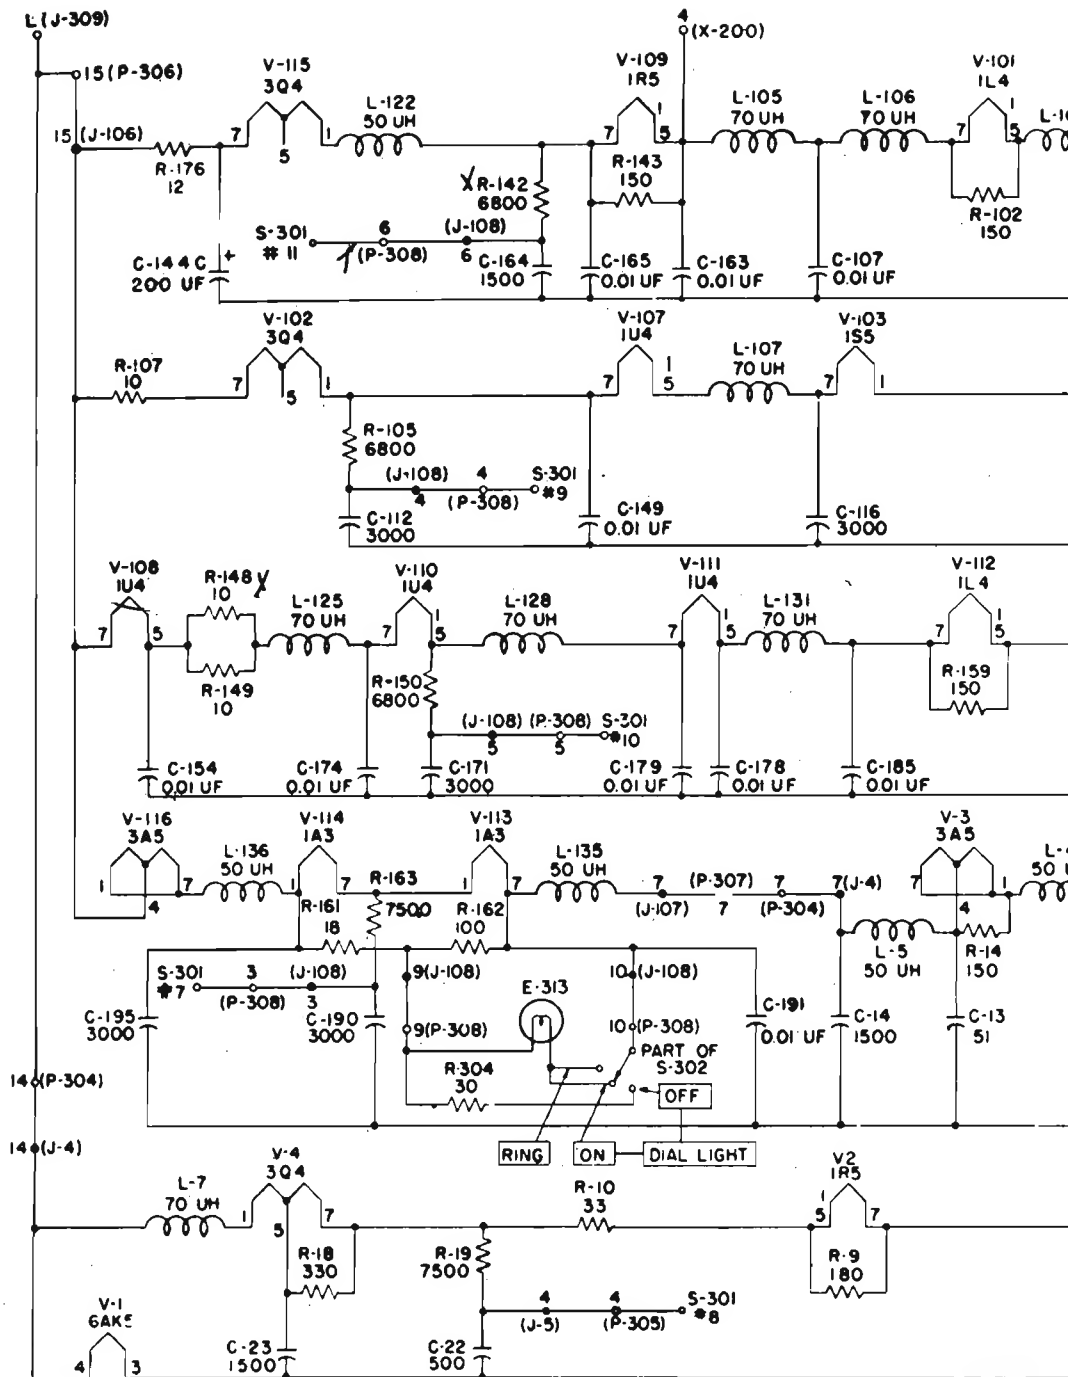 L (J-309)
4
(X-200)
15 (P-306)
V-115
3Q4
V-109
1R5
V-101
1L4
L-122
50 UH
L-105
70 UH
L-106
70 UH
L-10
15 (J-106)
7
5
1
7
1
5
7
1
5
R-176
12
R-143
150
X R-142
6800
R-102
150
S-301
# 11
6
(P-308)
(J-108)
6
C-144C
200 UF
+
C-164
1500
C-165
0.01 UF
C-163
0.01 UF
C-107
0.01 UF
V-102
3Q4
V-107
1U4
V-103
1S5
R-107
10
L-107
70 UH
7
5
1
7
1
5
7
1
R-105
6800
(J-108)
4
4
(P-308)
S-301
#9
C-112
3000
C-149
0.01 UF
C-116
3000
V-108
1U4
R-148 X
10
V-110
1U4
V-111
1U4
V-112
1L4
L-125
70 UH
L-128
70 UH
L-131
70 UH
7
5
7
1
5
7
1
5
7
1
5
R-149
10
R-150
6800
R-159
150
(J-108)
5
(P-308)
5
S-301
#10
C-154
0.01 UF
C-174
0.01 UF
C-171
3000
C-179
0.01 UF
C-178
0.01 UF
C-185
0.01 UF
V-116
3A5
V-114
1A3
V-113
1A3
V-3
3A5
L-136
50 UH
L-135
50 UH
L-4
50 U
1
4
7
1
7
R-163
7500
1
7
7
(J-107)
(P-307)
7
7
(P-304)
7(J-4)
7
4
1
R-161
18
R-162
100
L-5
50 UH
R-14
150
S-301
#7
3
(P-308)
(J-108)
3
9(J-108)
10(J-108)
E-313
C-195
3000
C-190
3000
9(P-308)
10(P-308)
C-191
0.01 UF
C-14
1500
C-13
51
PART OF
S-302
R-304
30
OFF
14 (P-304)
14 (J-4)
RING
ON
DIAL LIGHT
V-4
3Q4
V2
1R5
L-7
70 UH
R-10
33
1
5
7
1
5
7
R-18
330
R-19
7500
R-9
180
4
(J-5)
4
(P-305)
S-301
#8
V-1
6AK5
C-23
1500
C-22
500
4
3